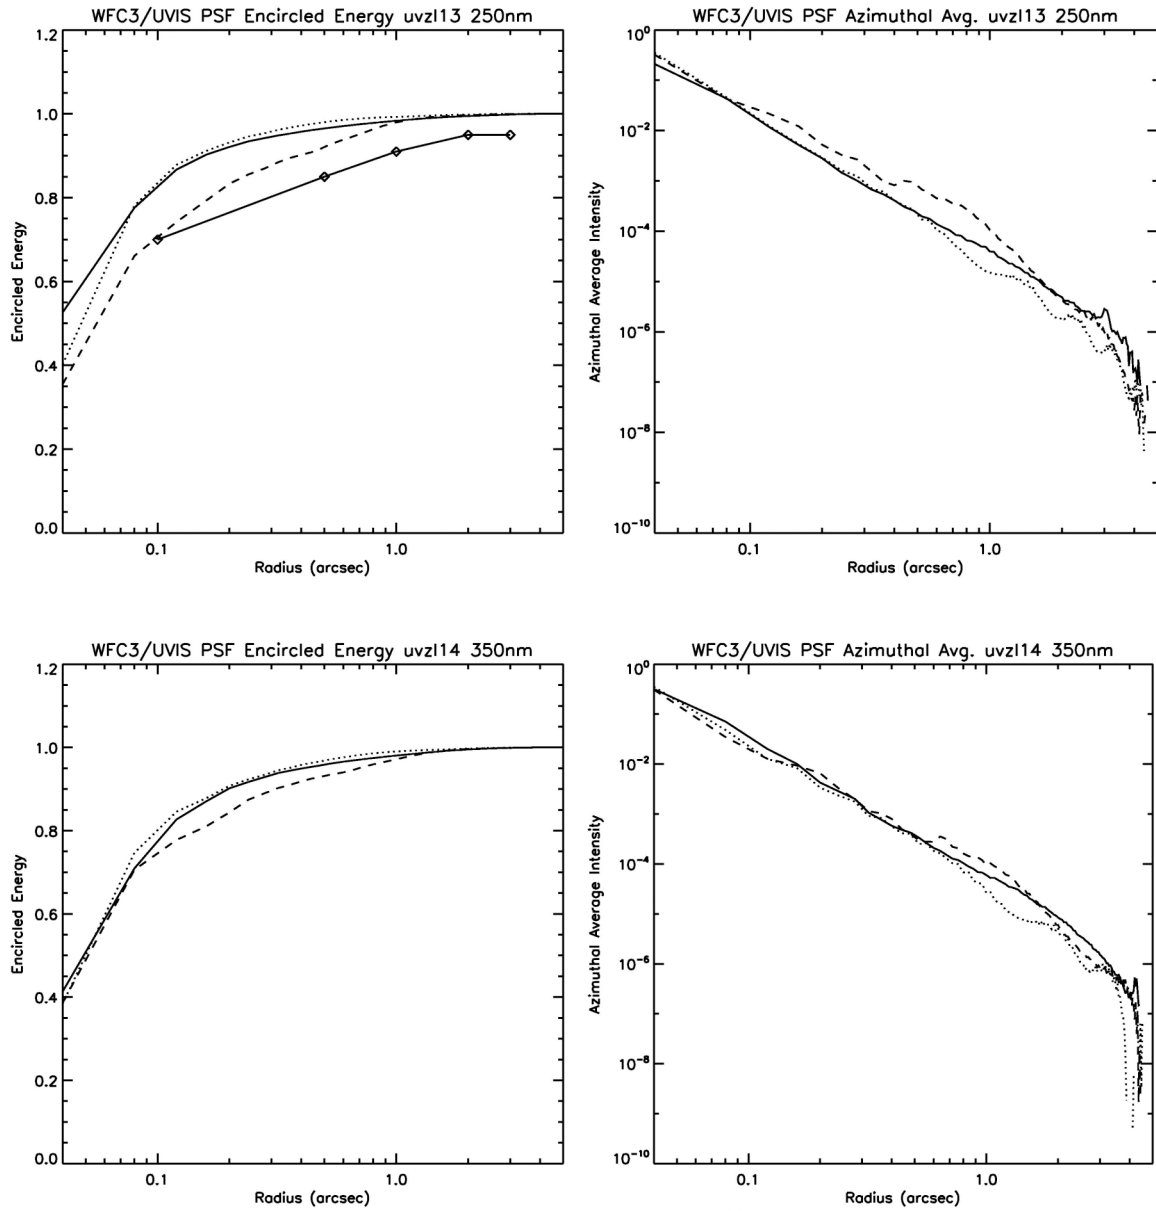 WFC3/UVIS PSF Encircled Energy uvzl13 250nm
1.2
1.0
0.8
0.6
0.4
0.2
0.0
Encircled Energy
0.1
1.0
Radius (arcsec)
WFC3/UVIS PSF Azimuthal Avg. uvzl13 250nm
10^0
10^-2
10^-4
10^-6
10^-8
10^-10
Azimuthal Average Intensity
0.1
1.0
Radius (arcsec)
WFC3/UVIS PSF Encircled Energy uvzl14 350nm
1.2
1.0
0.8
0.6
0.4
0.2
0.0
Encircled Energy
0.1
1.0
Radius (arcsec)
WFC3/UVIS PSF Azimuthal Avg. uvzl14 350nm
10^0
10^-2
10^-4
10^-6
10^-8
10^-10
Azimuthal Average Intensity
0.1
1.0
Radius (arcsec)